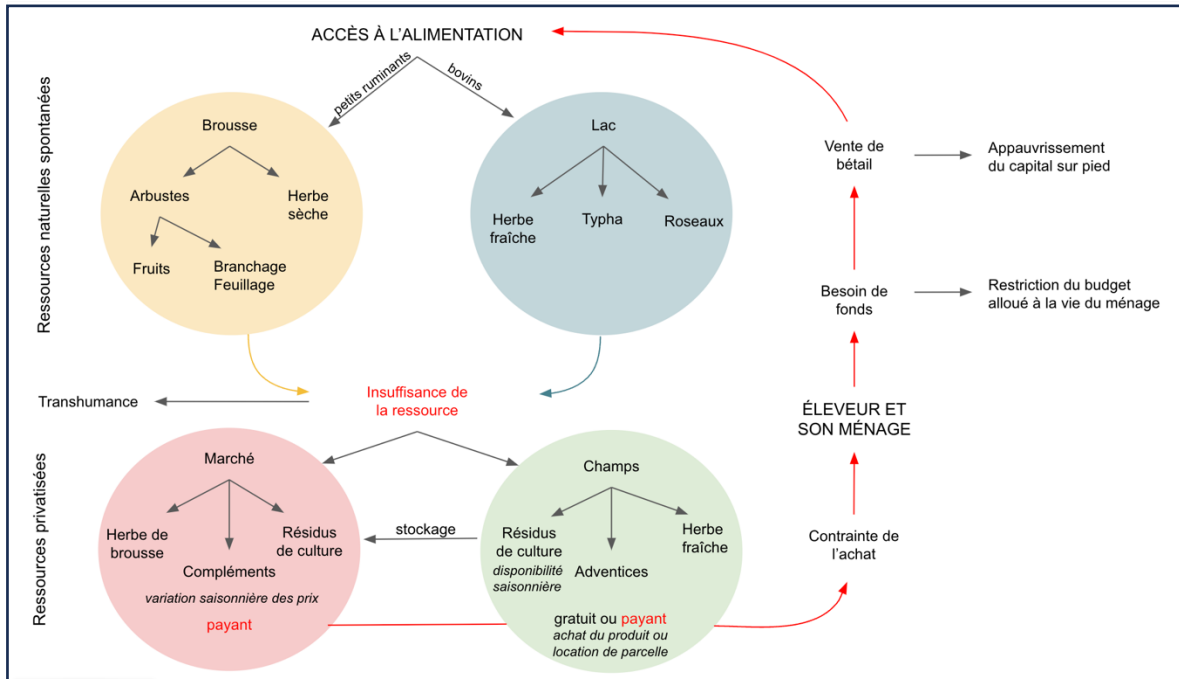 ACCÈS À L'ALIMENTATION
petits ruminants
bovins
Ressources naturelles spontanées
Brousse
Arbustes
Herbe
sèche
Fruits
Branchage
Feuillage
Lac
Herbe
fraîche
Typha
Roseaux
Vente de
bétail
Appauvrissement
du capital sur pied
Besoin de
fonds
Restriction du budget
alloué à la vie du ménage
Transhumance
Insuffisance de
la ressource
ÉLEVEUR ET
SON MÉNAGE
Ressources privatisées
Marché
Herbe de
brousse
Résidus
de culture
Compléments
variation saisonnière des prix
payant
stockage
Champs
Résidus
de culture
disponibilité
saisonnière
Adventices
Herbe
fraîche
gratuit ou payant
achat du produit ou
location de parcelle
Contrainte de
l'achat